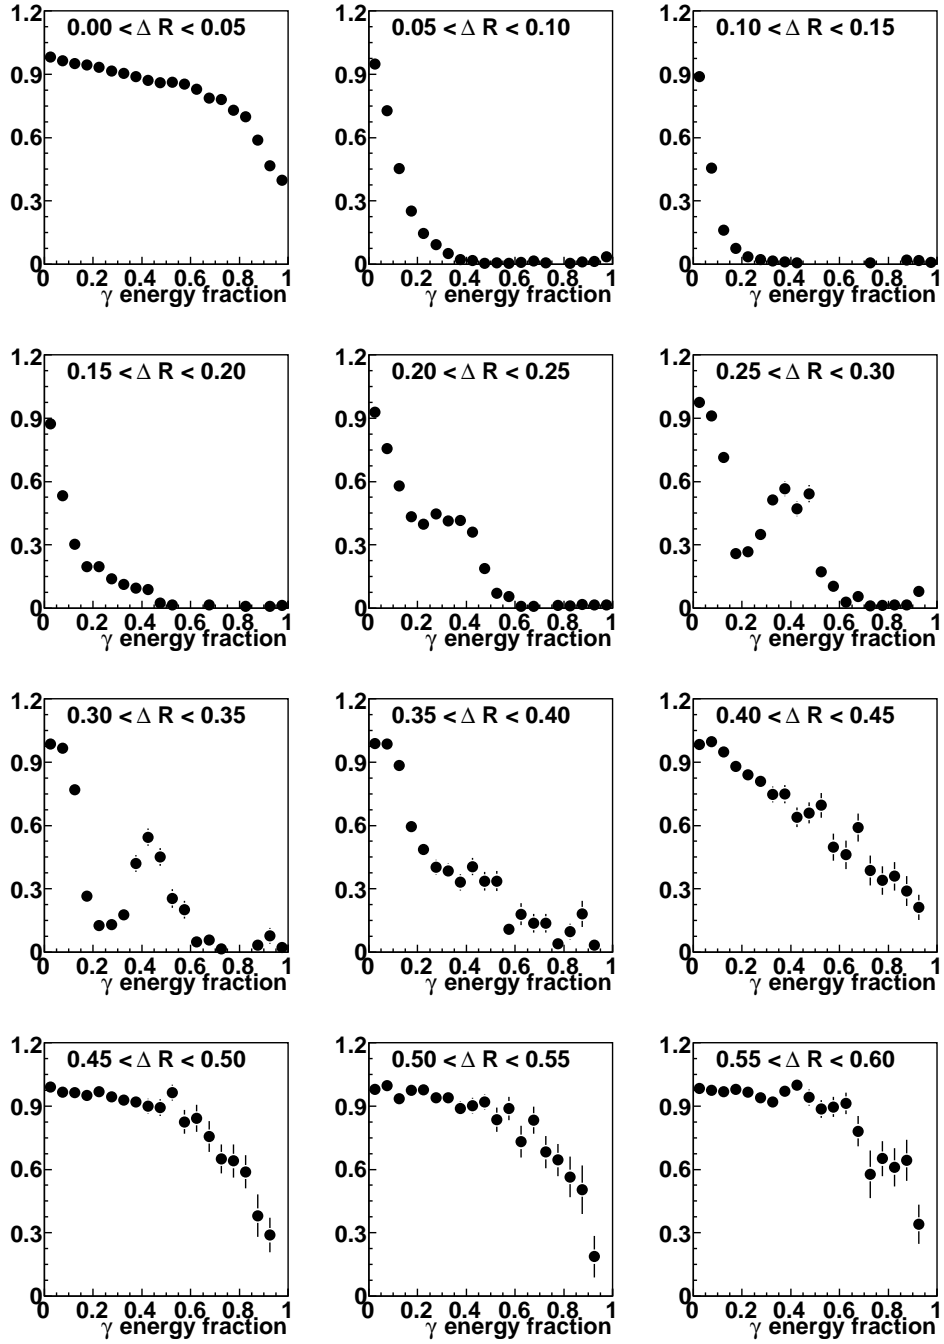 1.2
0.00 < Δ R < 0.05
0.9
0.6
0.3
0
0 0.2 0.4 0.6 0.8 1
γ energy fraction
1.2
0.05 < Δ R < 0.10
0.9
0.6
0.3
0
0 0.2 0.4 0.6 0.8 1
γ energy fraction
1.2
0.10 < Δ R < 0.15
0.9
0.6
0.3
0
0 0.2 0.4 0.6 0.8 1
γ energy fraction
1.2
0.15 < Δ R < 0.20
0.9
0.6
0.3
0
0 0.2 0.4 0.6 0.8 1
γ energy fraction
1.2
0.20 < Δ R < 0.25
0.9
0.6
0.3
0
0 0.2 0.4 0.6 0.8 1
γ energy fraction
1.2
0.25 < Δ R < 0.30
0.9
0.6
0.3
0
0 0.2 0.4 0.6 0.8 1
γ energy fraction
1.2
0.30 < Δ R < 0.35
0.9
0.6
0.3
0
0 0.2 0.4 0.6 0.8 1
γ energy fraction
1.2
0.35 < Δ R < 0.40
0.9
0.6
0.3
0
0 0.2 0.4 0.6 0.8 1
γ energy fraction
1.2
0.40 < Δ R < 0.45
0.9
0.6
0.3
0
0 0.2 0.4 0.6 0.8 1
γ energy fraction
1.2
0.45 < Δ R < 0.50
0.9
0.6
0.3
0
0 0.2 0.4 0.6 0.8 1
γ energy fraction
1.2
0.50 < Δ R < 0.55
0.9
0.6
0.3
0
0 0.2 0.4 0.6 0.8 1
γ energy fraction
1.2
0.55 < Δ R < 0.60
0.9
0.6
0.3
0
0 0.2 0.4 0.6 0.8 1
γ energy fraction